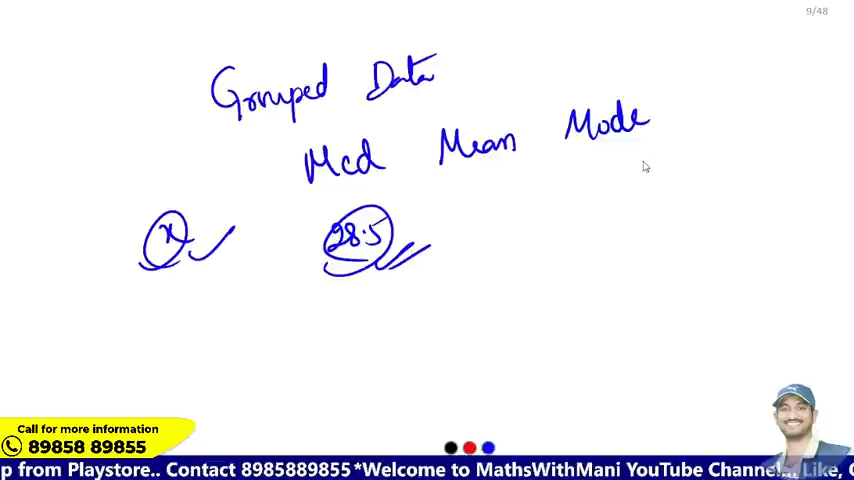 9/48
Grouped Data
Med Mean Mode
x 28.5
Call for more information
89858 89855
p from Playstore.. Contact 8985889855*Welcome to MathsWithMani YouTube Channel.., Like, C